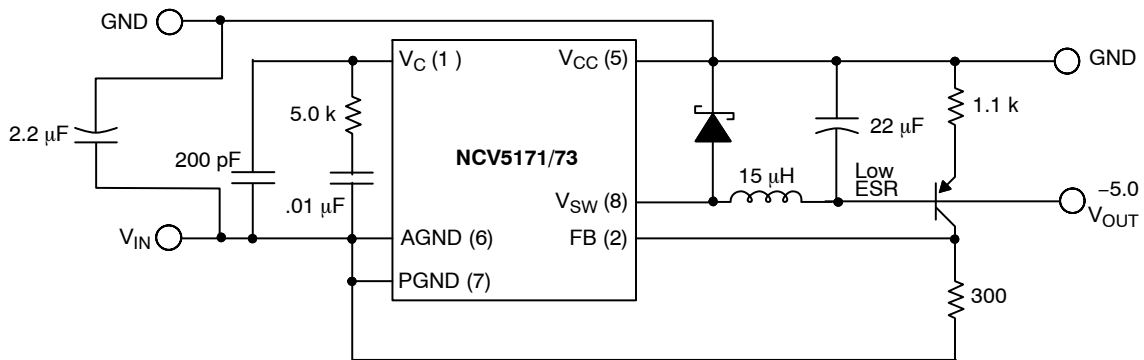 GND
2.2 μF
V_IN
200 pF
5.0 k
.01 μF
V_C (1 )
V_CC (5)
NCV5171/73
V_SW (8)
AGND (6)
FB (2)
PGND (7)
15 μH
22 μF
Low
ESR
1.1 k
GND
−5.0
V_OUT
300